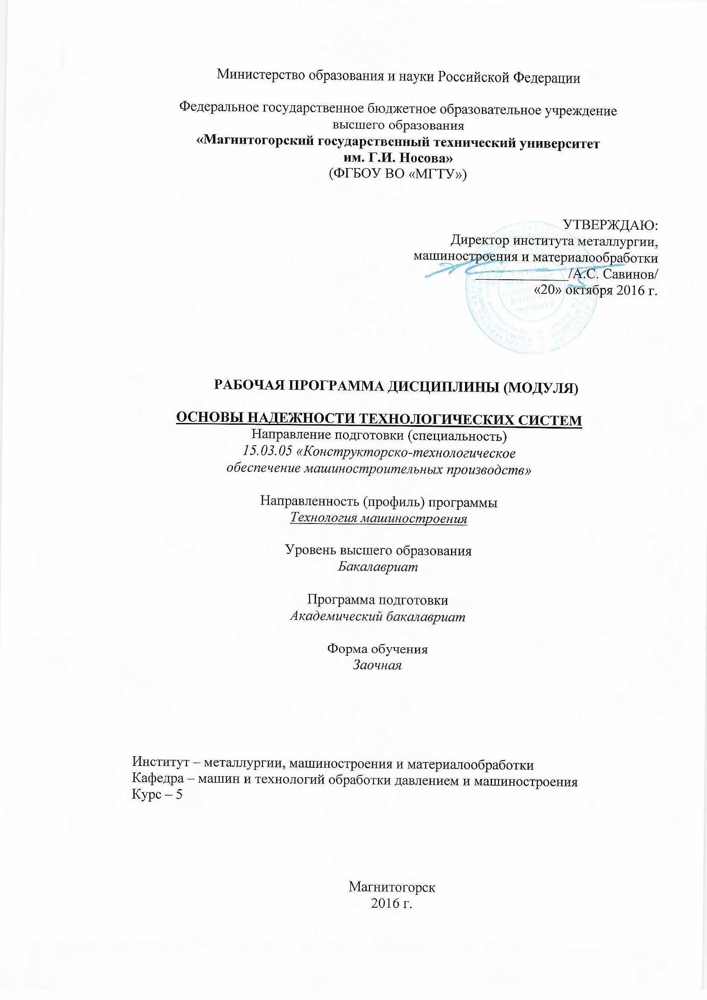 Министерство образования и науки Российской Федерации
Федеральное государственное бюджетное образовательное учреждение
высшего образования
«Магнитогорский государственный технический университет
им. Г.И. Носова»
(ФГБОУ ВО «МГТУ»)
УТВЕРЖДАЮ:
Директор института металлургии,
машиностроения и материалообработки
/А.С. Савинов/
«20» октября 2016 г.
РАБОЧАЯ ПРОГРАММА ДИСЦИПЛИНЫ (МОДУЛЯ)
ОСНОВЫ НАДЕЖНОСТИ ТЕХНОЛОГИЧЕСКИХ СИСТЕМ
Направление подготовки (специальность)
15.03.05 «Конструкторско-технологическое
обеспечение машиностроительных производств»
Направленность (профиль) программы
Технология машиностроения
Уровень высшего образования
Бакалавриат
Программа подготовки
Академический бакалавриат
Форма обучения
Заочная
Институт – металлургии, машиностроения и материалообработки
Кафедра – машин и технологий обработки давлением и машиностроения
Курс – 5
Магнитогорск
2016 г.